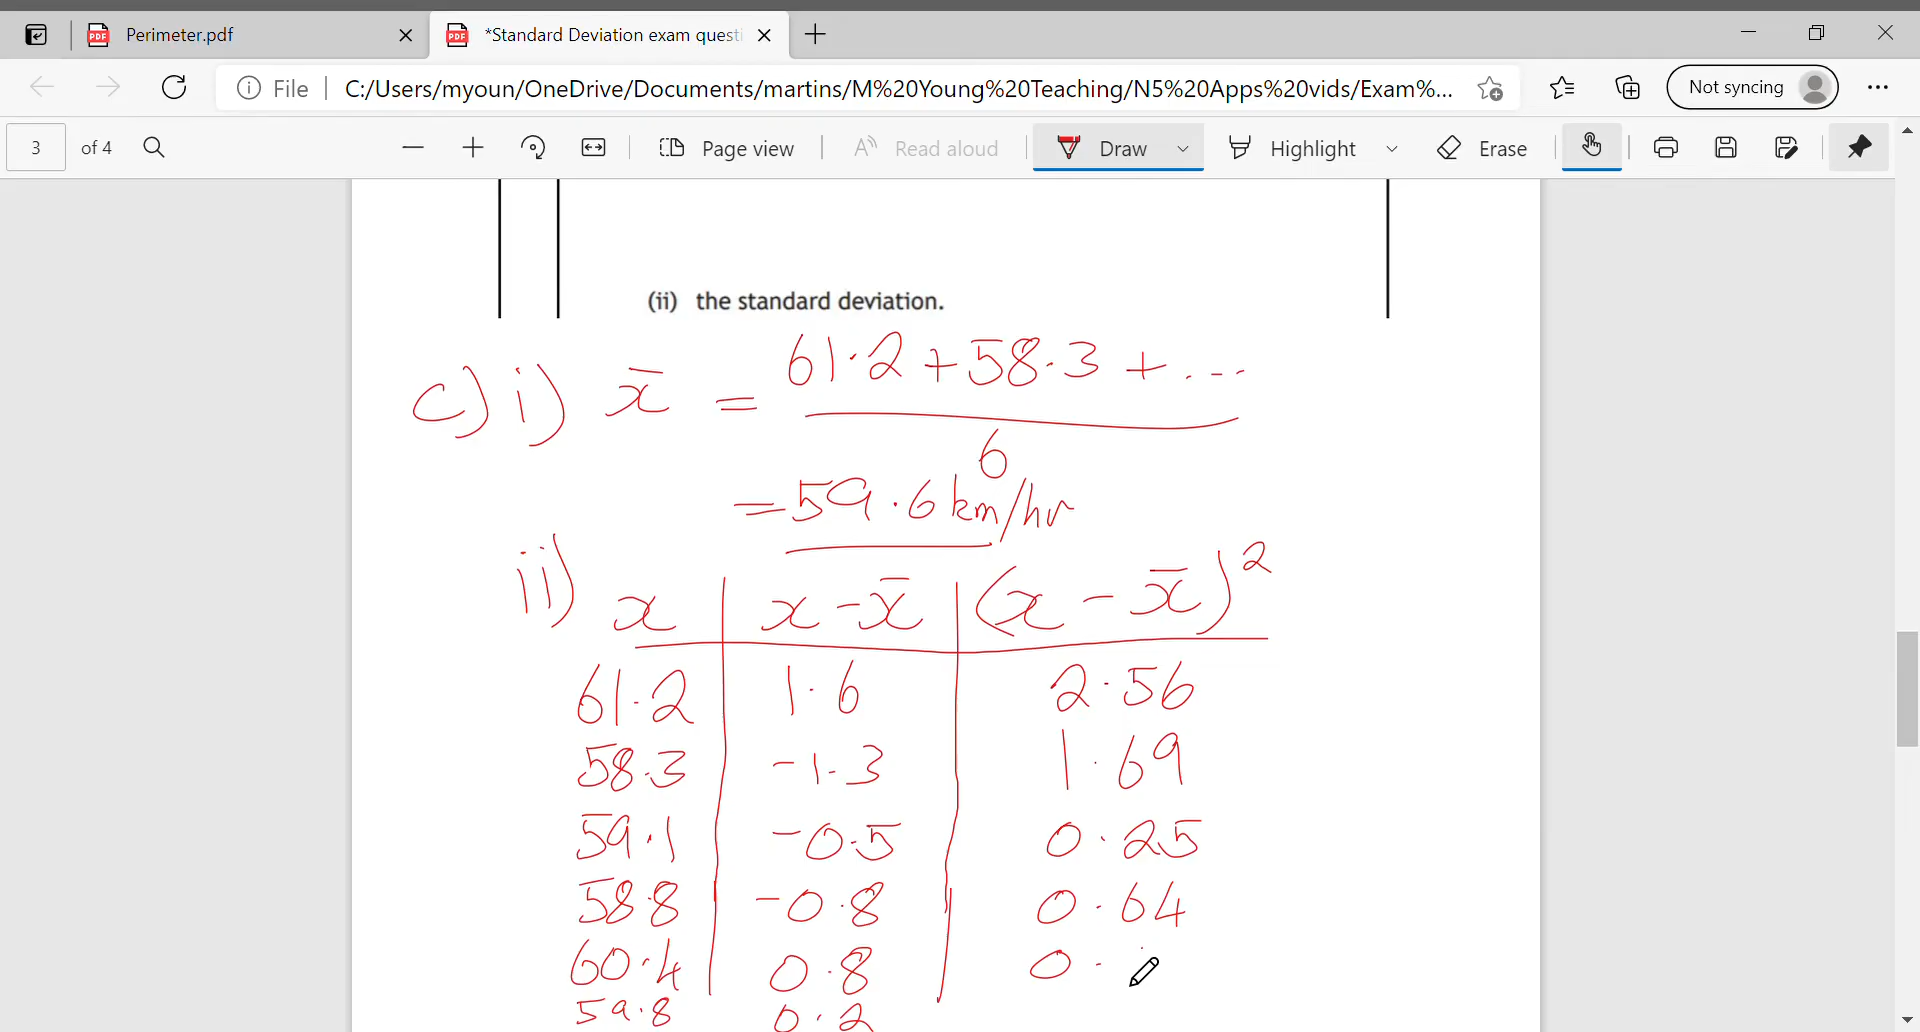 Perimeter.pdf
*Standard Deviation exam questi
File
C:/Users/myoun/OneDrive/Documents/martins/M%20Young%20Teaching/N5%20Apps%20vids/Exam%...
Not syncing
3 of 4
Page view
Read aloud
Draw
Highlight
Erase
(ii) the standard deviation.
c) i) x̄ = 61.2 + 58.3 + ....
6
= 59.6 km/hr
ii) x | x - x̄ | (x - x̄)²
61.2 1.6 2.56
58.3 -1.3 1.69
59.1 -0.5 0.25
58.8 -0.8 0.64
60.4 0.8 0.
59.8 0.2